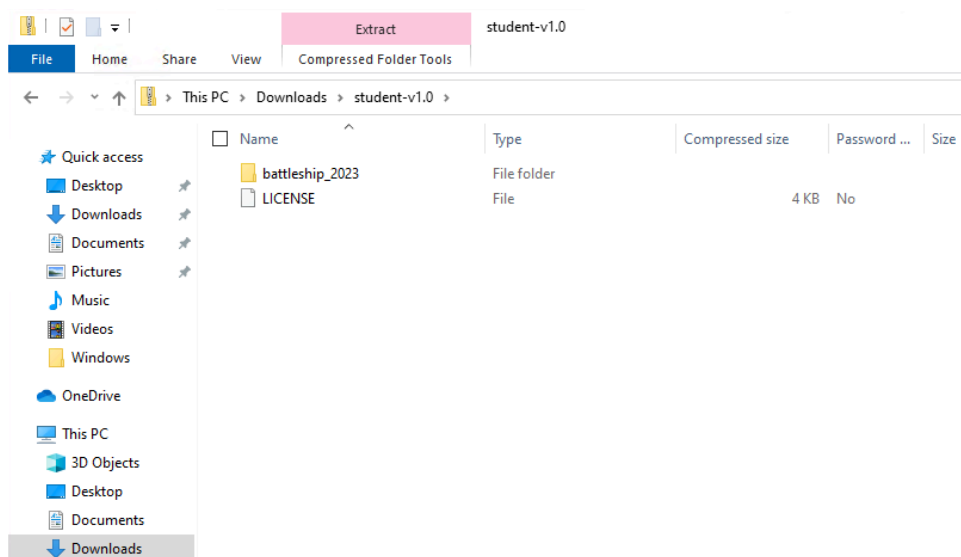 Extract student-v1.0
File Home Share View Compressed Folder Tools
This PC > Downloads > student-v1.0 >
Name Type Compressed size Password ... Size
battleship_2023 File folder
LICENSE File 4 KB No
Quick access
Desktop
Downloads
Documents
Pictures
Music
Videos
Windows
OneDrive
This PC
3D Objects
Desktop
Documents
Downloads